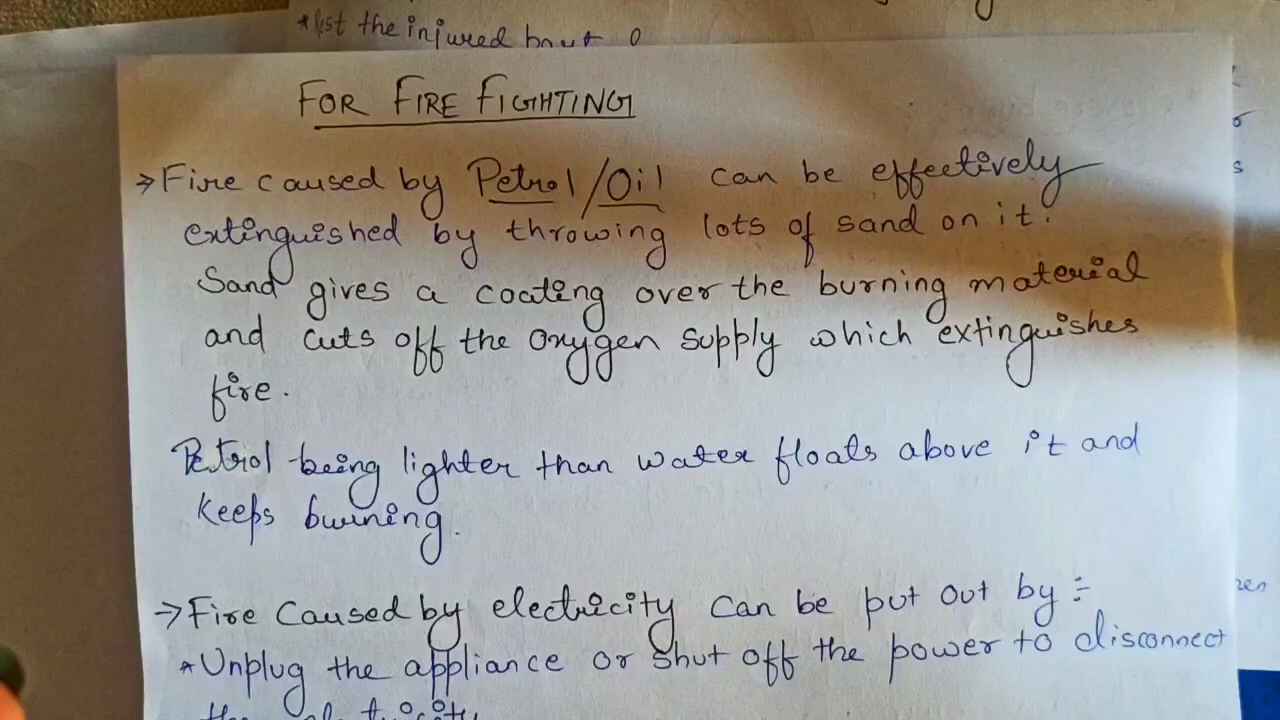 the injured
FOR FIRE FIGHTING
→ Fire caused by Petrol/Oil can be effectively
extinguished by throwing lots of sand on it.
Sand gives a coating over the burning material
and cuts off the oxygen supply which extinguishes
fire.
Petrol being lighter than water floats above it and
keeps burning.
→ Fire Caused by electricity can be put out by :-
* Unplug the appliance or shut off the power to disconnect
the electricity